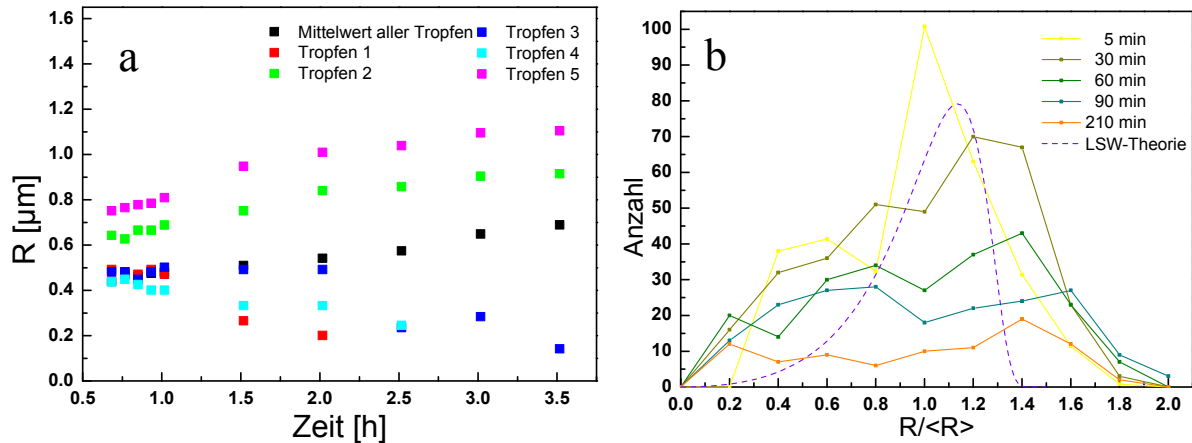 a
Mittelwert aller Tropfen
Tropfen 1
Tropfen 2
Tropfen 3
Tropfen 4
Tropfen 5
R [µm]
1.6
1.4
1.2
1.0
0.8
0.6
0.4
0.2
0.0
0.5 1.0 1.5 2.0 2.5 3.0 3.5
Zeit [h]
b
5 min
30 min
60 min
90 min
210 min
LSW-Theorie
Anzahl
100
90
80
70
60
50
40
30
20
10
0
0.0 0.2 0.4 0.6 0.8 1.0 1.2 1.4 1.6 1.8 2.0
R/<R>